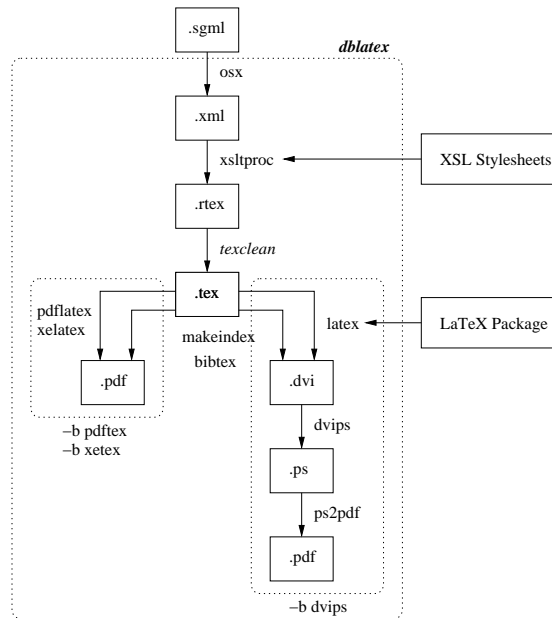 .sgml
dblatex
osx
.xml
xsltproc
XSL Stylesheets
.rtex
texclean
.tex
pdflatex
xelatex
latex
LaTeX Package
makeindex
bibtex
.pdf
.dvi
–b pdftex
–b xetex
dvips
.ps
ps2pdf
.pdf
–b dvips